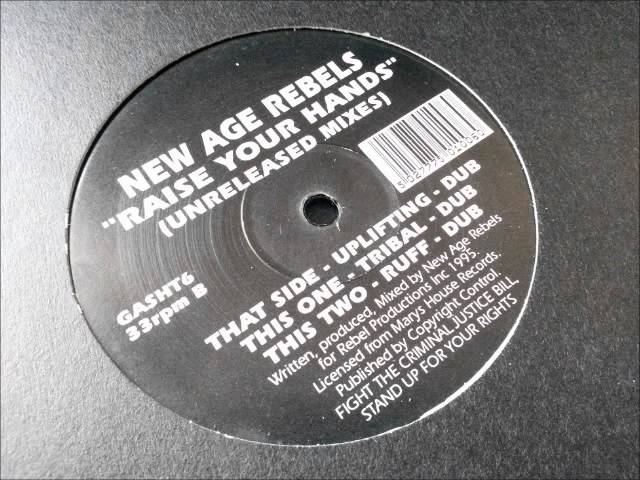 NEW AGE REBELS
"RAISE YOUR HANDS"
(UNRELEASED MIXES)
GASHT6
33rpm B
THAT SIDE - UPLIFTING - DUB
THIS ONE - TRIBAL - DUB
THIS TWO - RUFF - DUB
Written, produced, Mixed by New Age Rebels
for Rebel Productions Inc 1995.
Licensed from Marys House Records.
Published by Copyright Control.
FIGHT THE CRIMINAL JUSTICE BILL,
STAND UP FOR YOUR RIGHTS